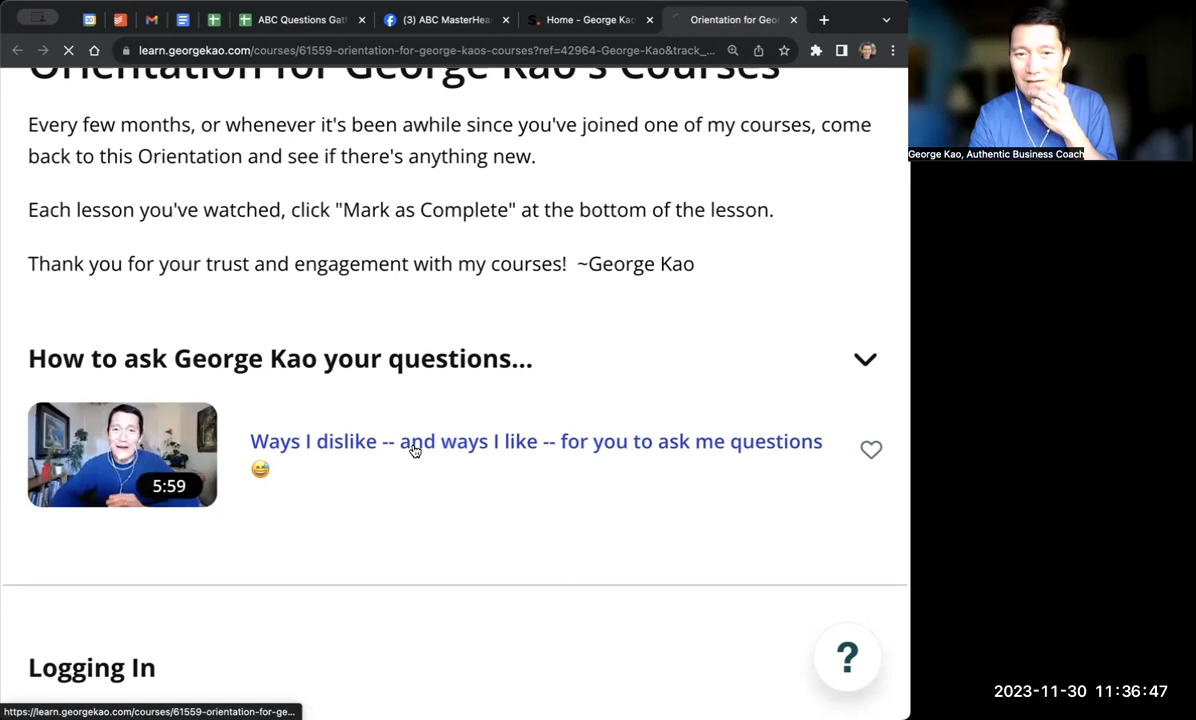 ABC Questions Gat
(3) ABC MasterHea
Home - George Kao
Orientation for Geor
learn.georgekao.com/courses/61559-orientation-for-george-kaos-courses?ref=42964-George-Kao&track_...
Orientation for George Kao's Courses
Every few months, or whenever it's been awhile since you've joined one of my courses, come
back to this Orientation and see if there's anything new.
Each lesson you've watched, click "Mark as Complete" at the bottom of the lesson.
Thank you for your trust and engagement with my courses!  ~George Kao
How to ask George Kao your questions...
5:59
Ways I dislike -- and ways I like -- for you to ask me questions
😅
Logging In
?
https://learn.georgekao.com/courses/61559-orientation-for-ge...
George Kao, Authentic Business Coach
2023-11-30 11:36:47